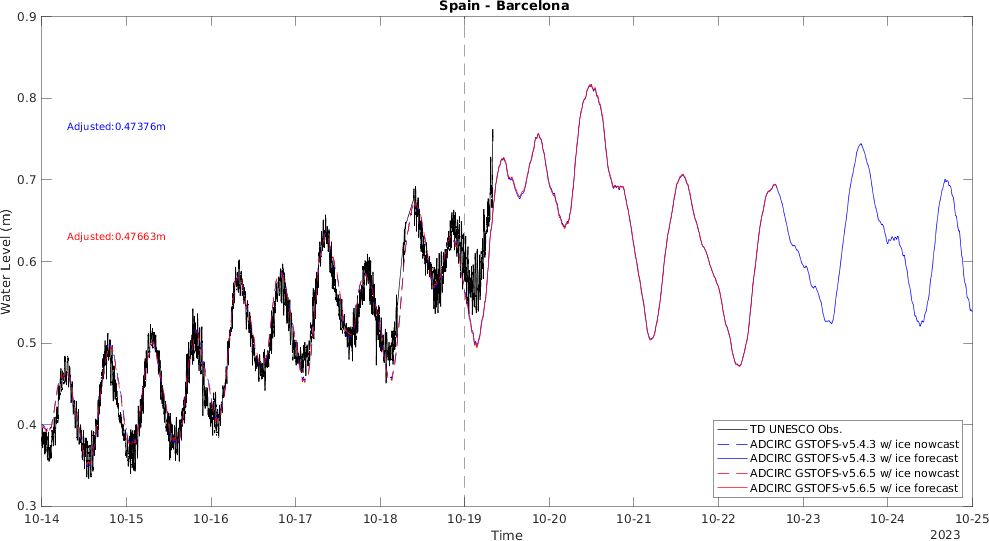 Spain - Barcelona
0.9
0.8
0.7
0.6
0.5
0.4
0.3
Water Level (m)
Adjusted:0.47376m
Adjusted:0.47663m
TD UNESCO Obs.
ADCIRC GSTOFS-v5.4.3 w/ ice nowcast
ADCIRC GSTOFS-v5.4.3 w/ ice forecast
ADCIRC GSTOFS-v5.6.5 w/ ice nowcast
ADCIRC GSTOFS-v5.6.5 w/ ice forecast
10-14 10-15 10-16 10-17 10-18 10-19 10-20 10-21 10-22 10-23 10-24 10-25
Time
2023